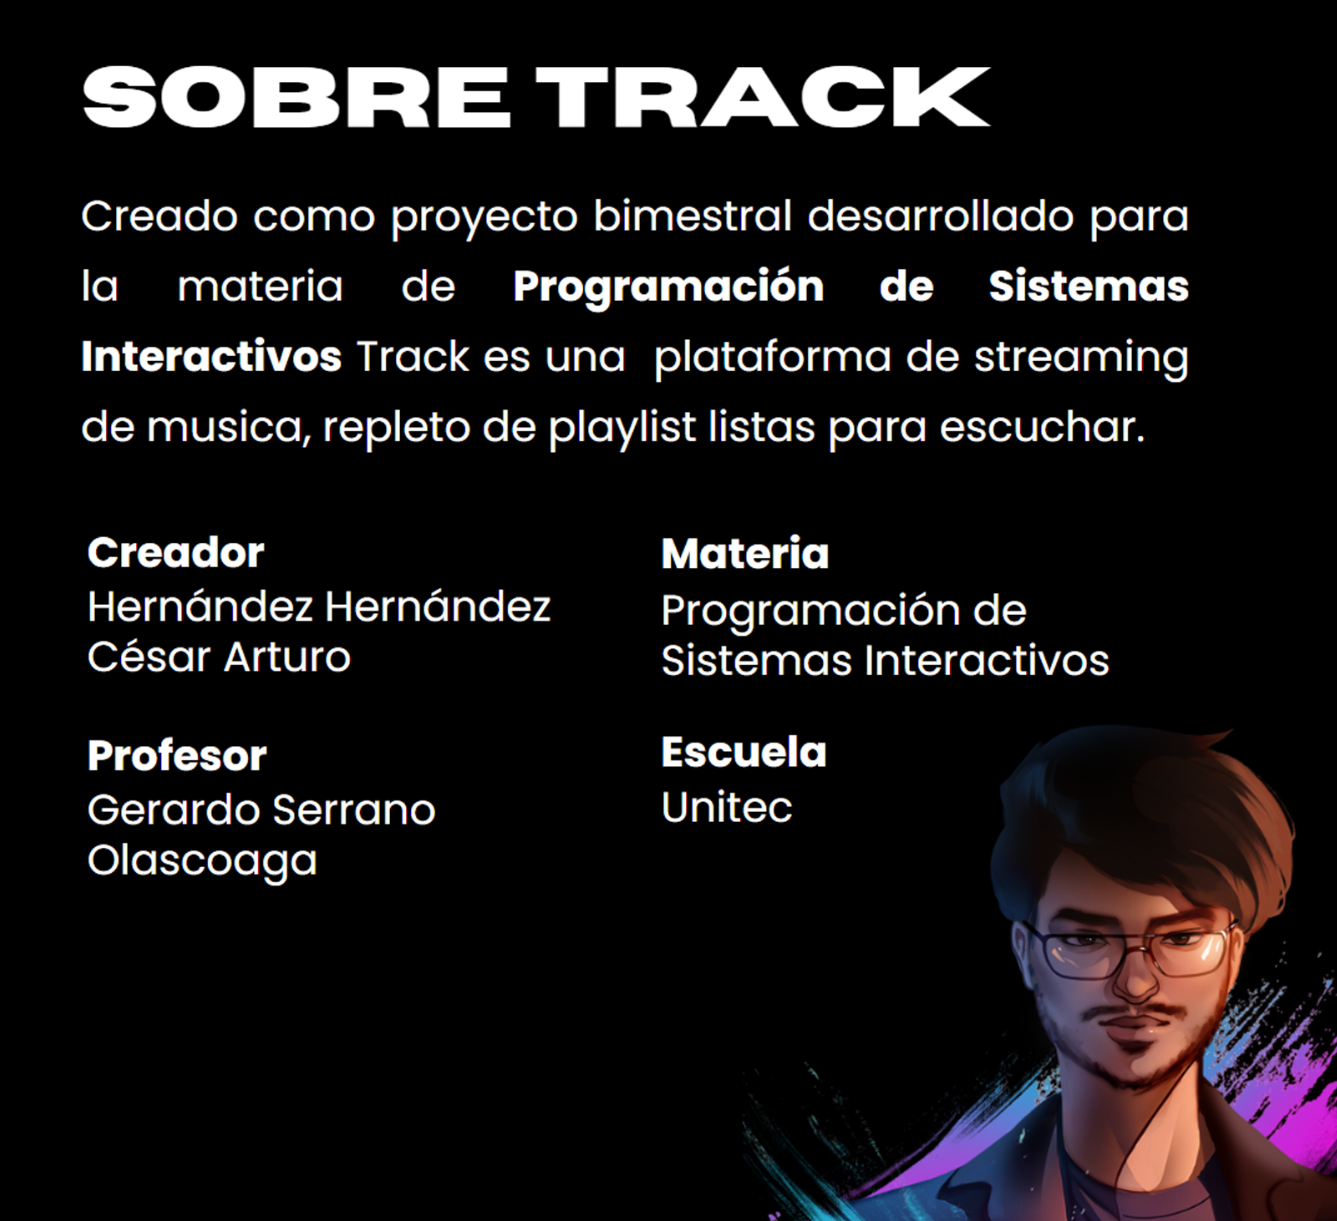 SOBRE TRACK
Creado como proyecto bimestral desarrollado para
la materia de Programación de Sistemas
Interactivos Track es una plataforma de streaming
de musica, repleto de playlist listas para escuchar.
Creador
Hernández Hernández
César Arturo
Materia
Programación de
Sistemas Interactivos
Profesor
Gerardo Serrano
Olascoaga
Escuela
Unitec